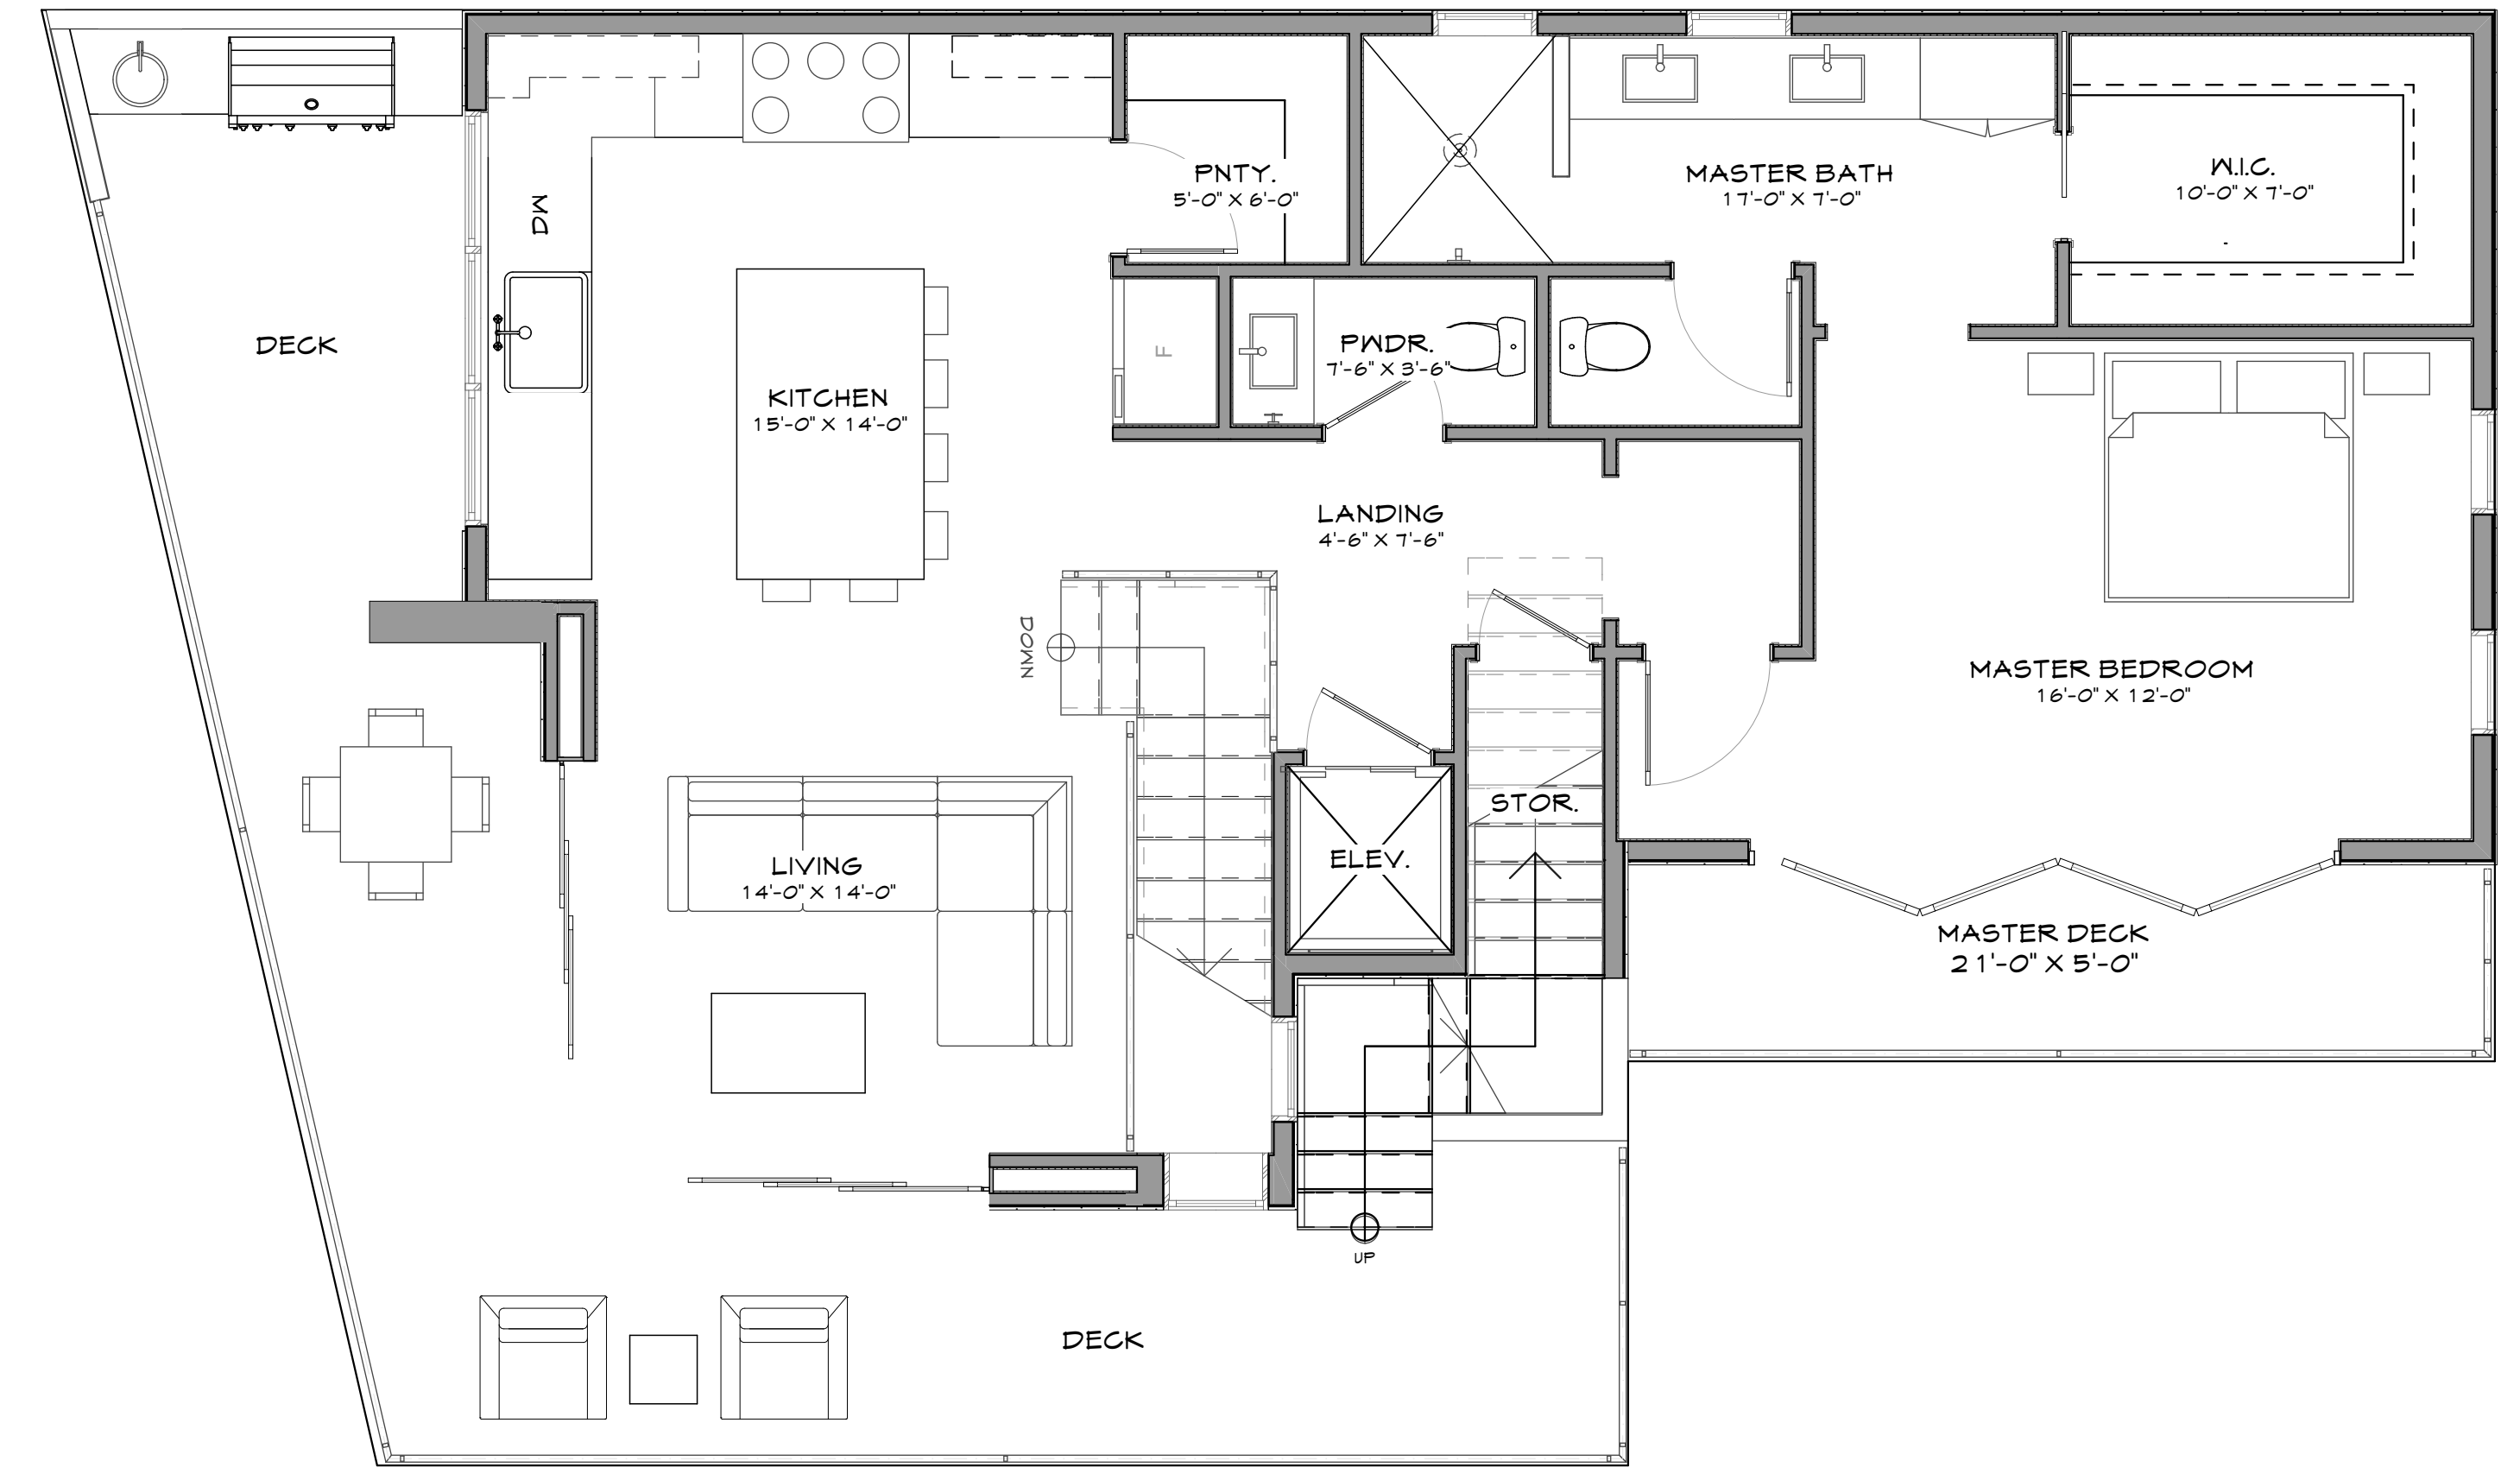 PNTY.
5'-0" X 6'-0"
MASTER BATH
17'-0" X 7'-0"
W.I.C.
10'-0" X 7'-0"
DW
DECK
F
PWDR.
7'-6" X 3'-6"
KITCHEN
15'-0" X 14'-0"
LANDING
4'-6" X 7'-6"
DOWN
MASTER BEDROOM
16'-0" X 12'-0"
STOR.
LIVING
14'-0" X 14'-0"
ELEV.
MASTER DECK
21'-0" X 5'-0"
UP
DECK